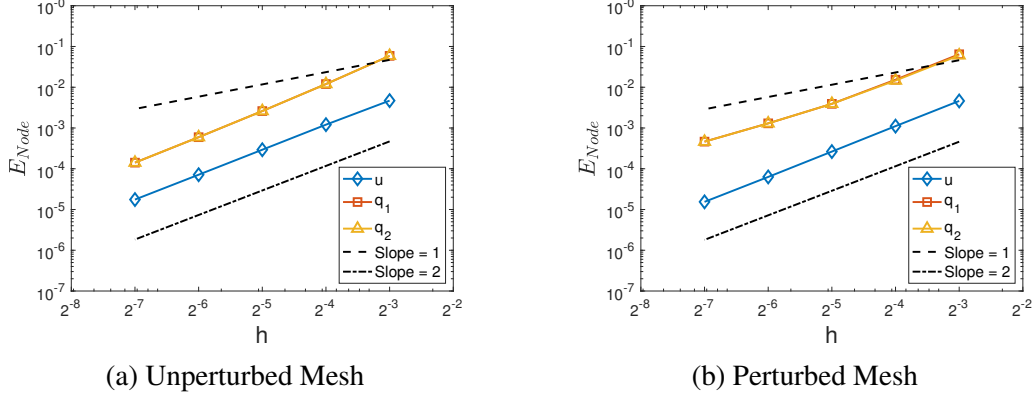 10^-0
10^-1
10^-2
10^-3
10^-4
10^-5
10^-6
10^-7
E_Node
2^-8 2^-7 2^-6 2^-5 2^-4 2^-3 2^-2
h
u
q_1
q_2
Slope = 1
Slope = 2
(a) Unperturbed Mesh
10^-0
10^-1
10^-2
10^-3
10^-4
10^-5
10^-6
10^-7
E_Node
2^-8 2^-7 2^-6 2^-5 2^-4 2^-3 2^-2
h
u
q_1
q_2
Slope = 1
Slope = 2
(b) Perturbed Mesh